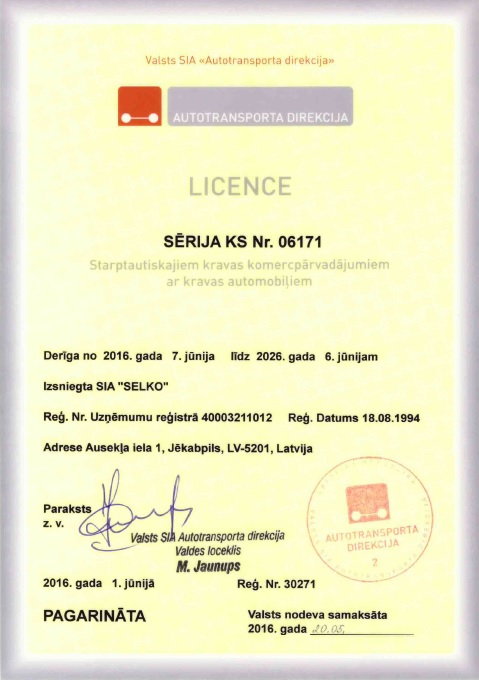 Valsts SIA «Autotransporta direkcija»
AUTOTRANSPORTA DIREKCIJA
LICENCE
SĒRIJA KS Nr. 06171
Starptautiskajiem kravas komercpārvadājumiem
ar kravas automobiļiem
Derīga no 2016. gada 7. jūnija līdz 2026. gada 6. jūnijam
Izsniegta SIA "SELKO"
Reģ. Nr. Uzņēmumu reģistrā 40003211012 Reģ. Datums 18.08.1994
Adrese Ausekļa iela 1, Jēkabpils, LV-5201, Latvija
Paraksts
z. v.
Valsts SIA Autotransporta direkcija
Valdes loceklis
M. Jaunups
AUTOTRANSPORTA
DIREKCIJA
2
2016. gada 1. jūnijā Reģ. Nr. 30271
PAGARINĀTA
Valsts nodeva samaksāta
2016. gada 20.05.